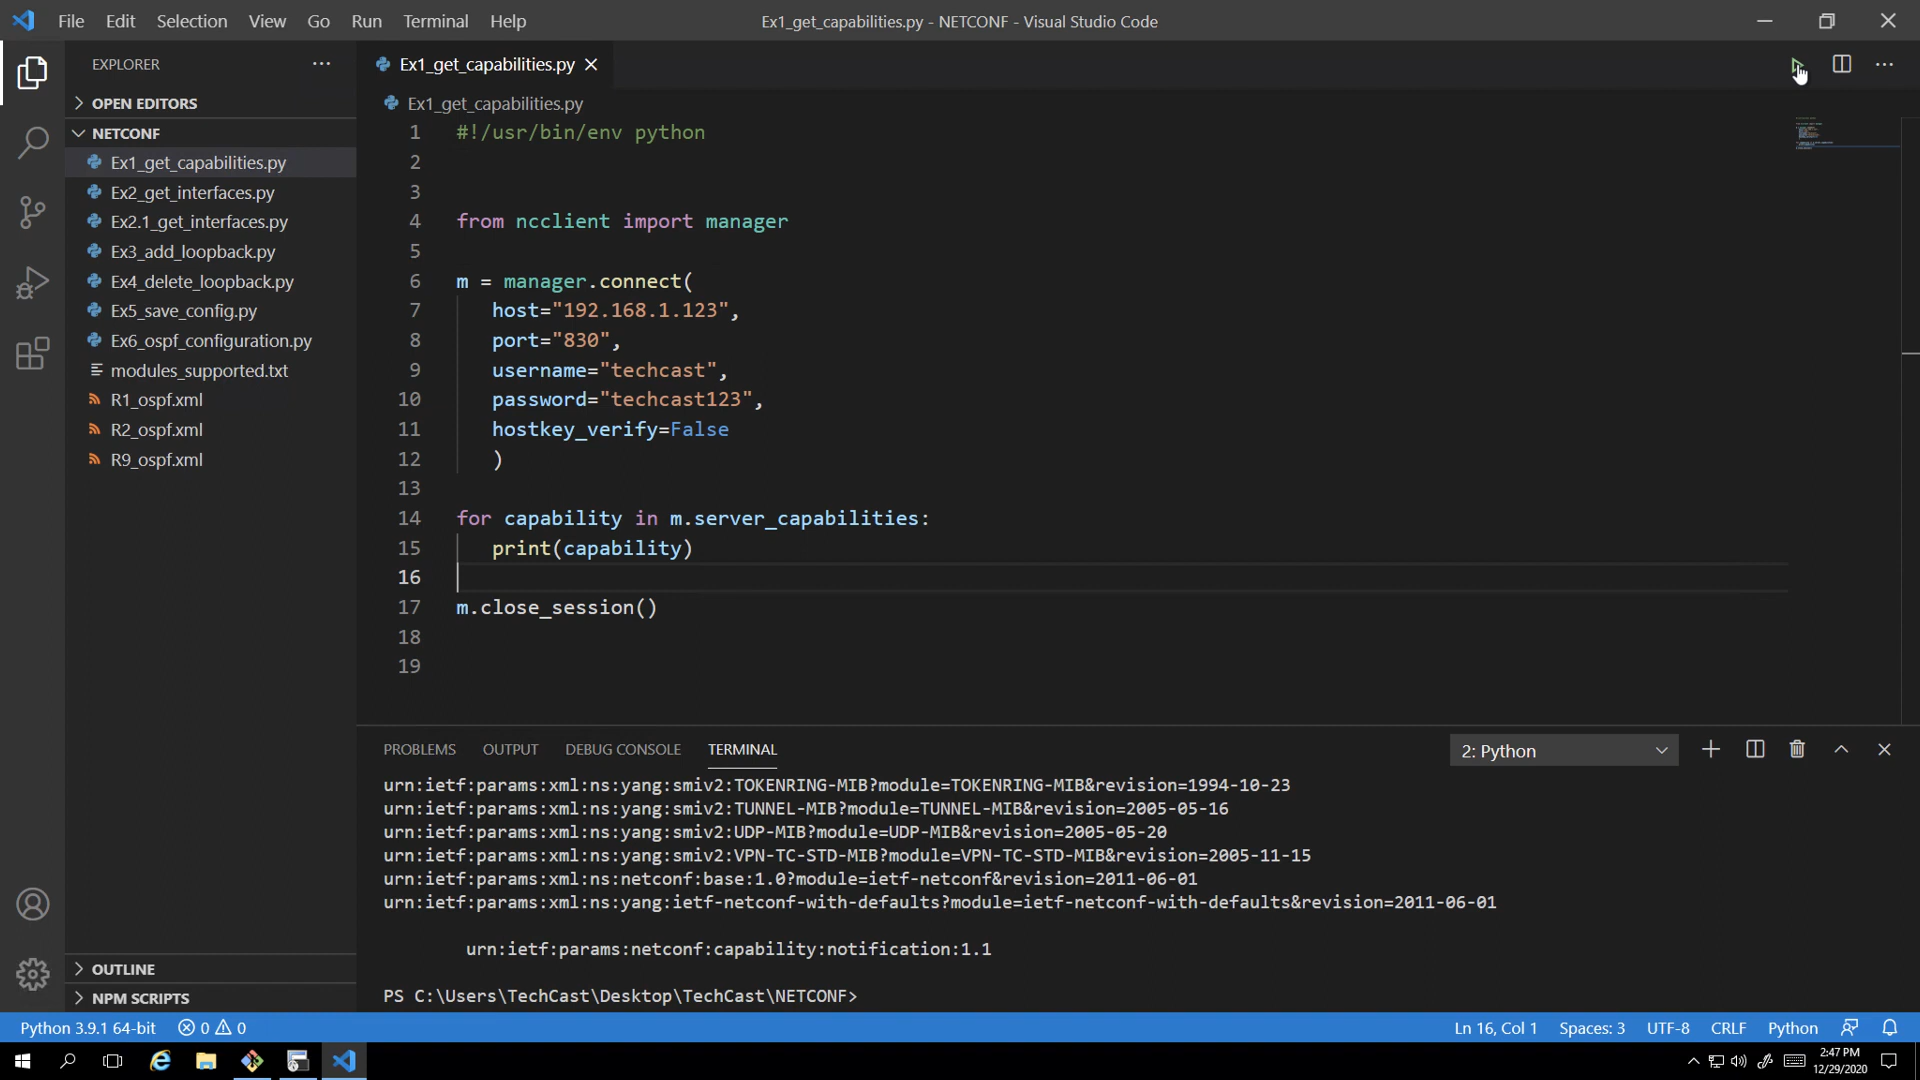 File Edit Selection View Go Run Terminal Help
Ex1_get_capabilities.py - NETCONF - Visual Studio Code
EXPLORER
OPEN EDITORS
NETCONF
Ex1_get_capabilities.py
Ex2_get_interfaces.py
Ex2.1_get_interfaces.py
Ex3_add_loopback.py
Ex4_delete_loopback.py
Ex5_save_config.py
Ex6_ospf_configuration.py
modules_supported.txt
R1_ospf.xml
R2_ospf.xml
R9_ospf.xml
OUTLINE
NPM SCRIPTS
Ex1_get_capabilities.py
Ex1_get_capabilities.py
1 #!/usr/bin/env python
2
3
4 from ncclient import manager
5
6 m = manager.connect(
7 host="192.168.1.123",
8 port="830",
9 username="techcast",
10 password="techcast123",
11 hostkey_verify=False
12 )
13
14 for capability in m.server_capabilities:
15 print(capability)
16
17 m.close_session()
18
19
PROBLEMS OUTPUT DEBUG CONSOLE TERMINAL
2: Python
urn:ietf:params:xml:ns:yang:smiv2:TOKENRING-MIB?module=TOKENRING-MIB&revision=1994-10-23
urn:ietf:params:xml:ns:yang:smiv2:TUNNEL-MIB?module=TUNNEL-MIB&revision=2005-05-16
urn:ietf:params:xml:ns:yang:smiv2:UDP-MIB?module=UDP-MIB&revision=2005-05-20
urn:ietf:params:xml:ns:yang:smiv2:VPN-TC-STD-MIB?module=VPN-TC-STD-MIB&revision=2005-11-15
urn:ietf:params:xml:ns:netconf:base:1.0?module=ietf-netconf&revision=2011-06-01
urn:ietf:params:xml:ns:yang:ietf-netconf-with-defaults?module=ietf-netconf-with-defaults&revision=2011-06-01
urn:ietf:params:netconf:capability:notification:1.1
PS C:\Users\TechCast\Desktop\TechCast\NETCONF>
Python 3.9.1 64-bit 0 0 Ln 16, Col 1 Spaces: 3 UTF-8 CRLF Python
2:47 PM
12/29/2020